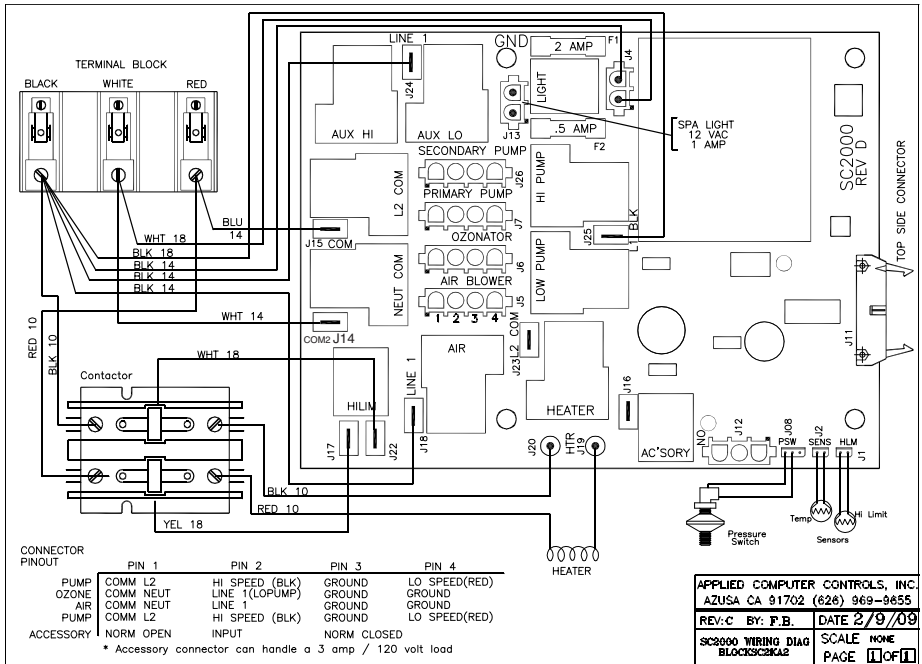 TERMINAL BLOCK
BLACK WHITE RED
LINE 1
J24
AUX HI
AUX LO
GND
2 AMP
F1
J4
LIGHT
J13
.5 AMP
F2
SPA LIGHT
12 VAC
1 AMP
SC2000
REV D
TOP SIDE CONNECTOR
SECONDARY PUMP
J26
PRIMARY PUMP
J7
OZONATOR
J6
AIR BLOWER
J5
1 2 3 4
L2 COM
HI PUMP
J15 COM
J25
L1 BLK
NEUT COM
LOW PUMP
COM2 J14
BLU
14
WHT 18
BLK 18
BLK 14
BLK 14
BLK 14
WHT 14
RED 10
BLK 10
WHT 18
Contactor
HILIM
LINE 1
AIR
J23
L2 COM
HEATER
J16
J11
J17
J22
J18
J20
HTR
J19
AC'SORY
NO
J12
J08
PSW
J2
SENS
HLM
J1
BLK 10
RED 10
YEL 18
HEATER
Pressure
Switch
Temp
Hi Limit
Sensors
CONNECTOR
PINOUT
PIN 1 PIN 2 PIN 3 PIN 4
PUMP COMM L2 HI SPEED (BLK) GROUND LO SPEED(RED)
OZONE COMM NEUT LINE 1(LOPUMP) GROUND GROUND
AIR COMM NEUT LINE 1 GROUND GROUND
PUMP COMM L2 HI SPEED (BLK) GROUND LO SPEED(RED)
ACCESSORY NORM OPEN INPUT NORM CLOSED
* Accessory connector can handle a 3 amp / 120 volt load
APPLIED COMPUTER CONTROLS, INC.
AZUSA CA 91702 (626) 969-9655
REV:C BY: F.B. DATE 2/9/09
SC2000 WIRING DIAG
BLOCKSC2KA2
SCALE NONE
PAGE 1 OF 1